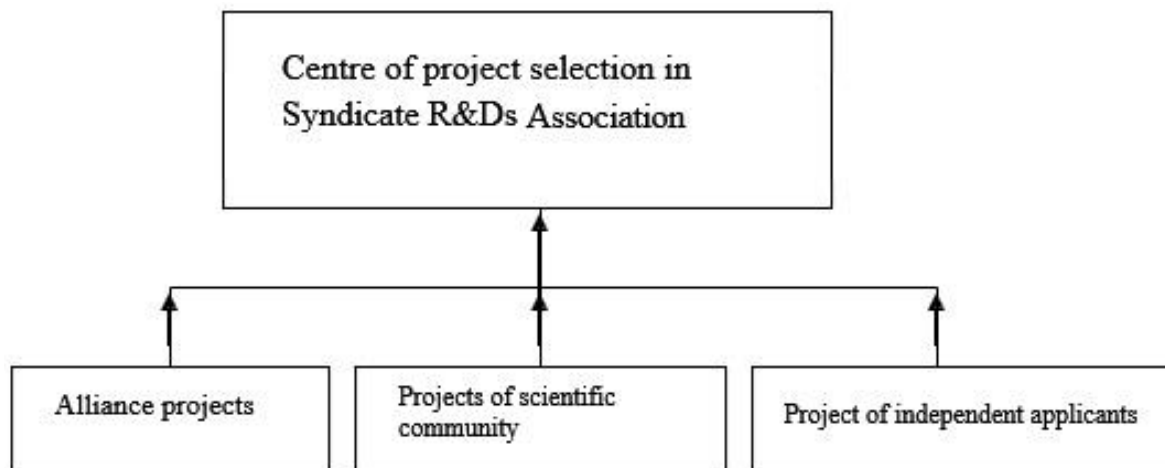 Centre of project selection in
Syndicate R&Ds Association
Alliance projects
Projects of scientific
community
Project of independent applicants